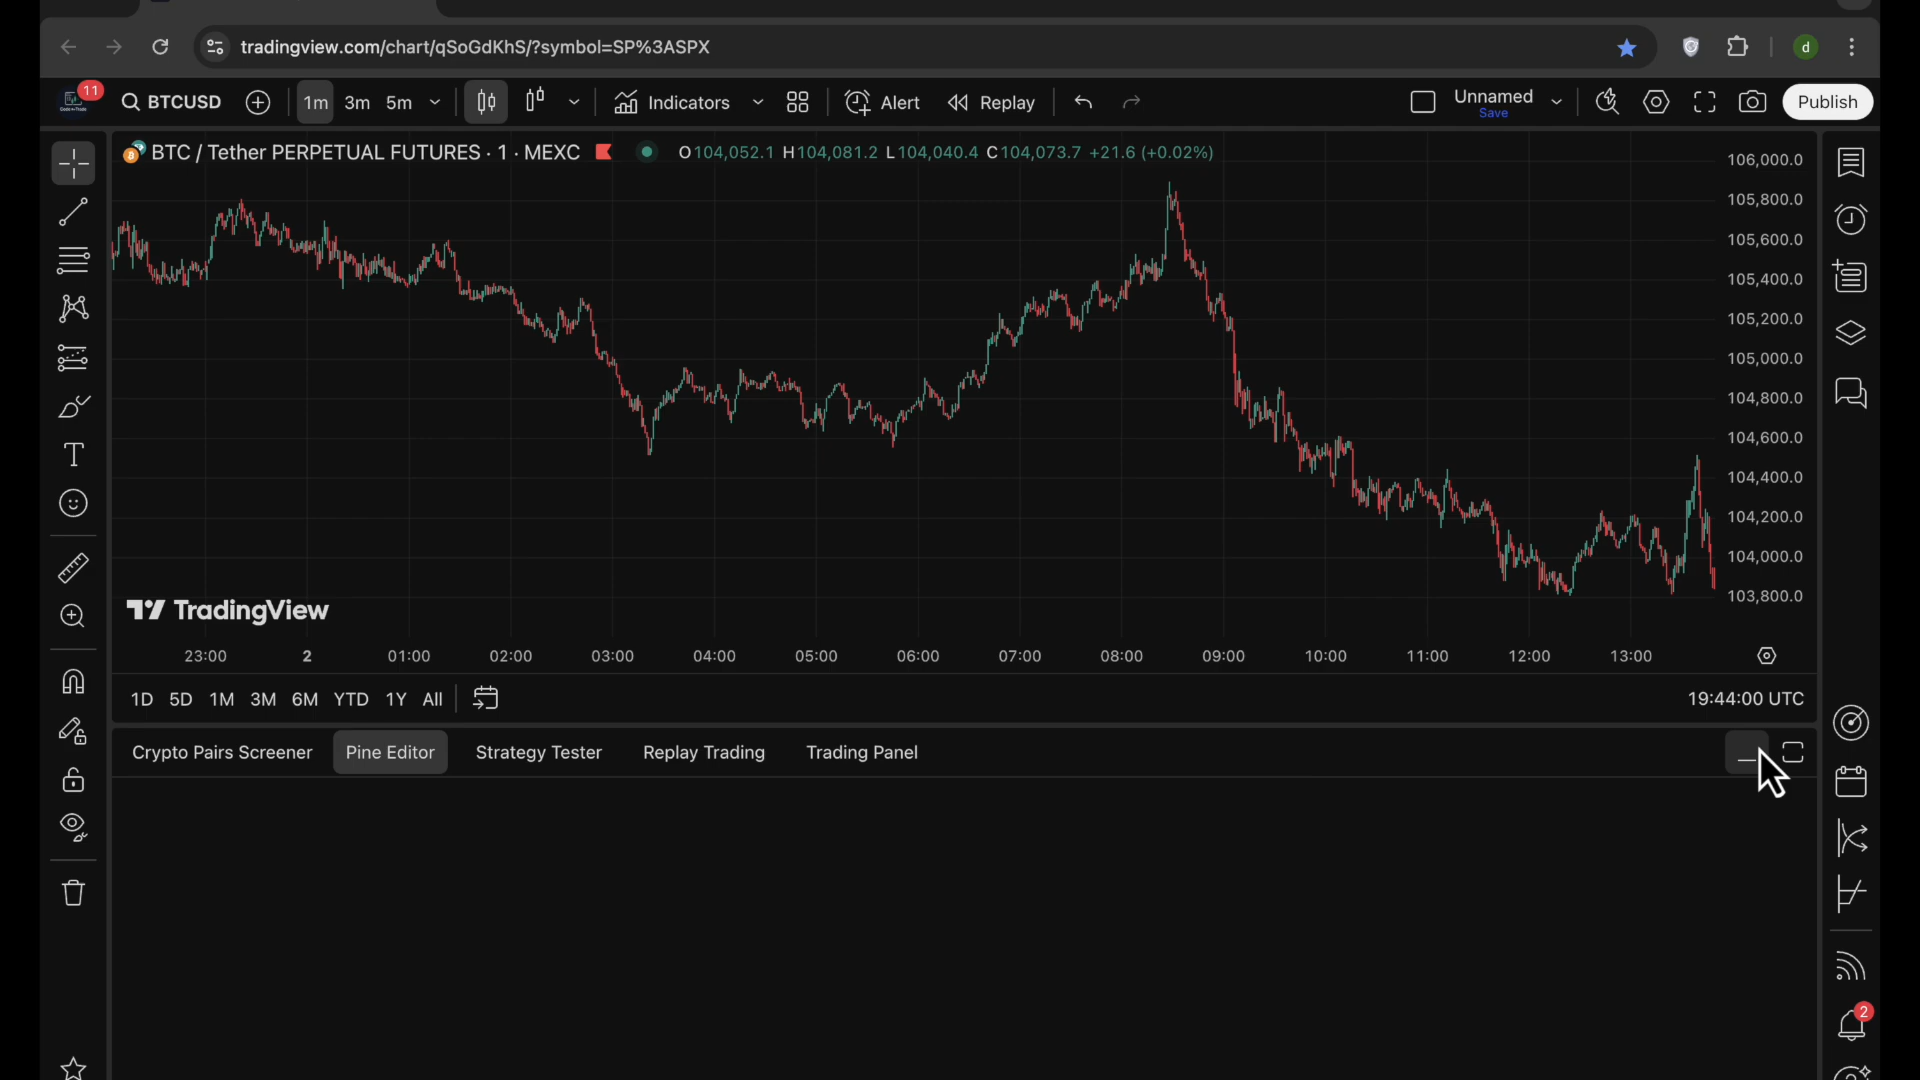 tradingview.com/chart/qSoGdKhS/?symbol=SP%3ASPX
d
11
BTCUSD
1m 3m 5m
Indicators
Alert
Replay
Unnamed
Save
Publish
BTC / Tether PERPETUAL FUTURES · 1 · MEXC
O104,052.1 H104,081.2 L104,040.4 C104,073.7 +21.6 (+0.02%)
106,000.0
105,800.0
105,600.0
105,400.0
105,200.0
105,000.0
104,800.0
104,600.0
104,400.0
104,200.0
104,000.0
103,800.0
TradingView
23:00 2 01:00 02:00 03:00 04:00 05:00 06:00 07:00 08:00 09:00 10:00 11:00 12:00 13:00
1D 5D 1M 3M 6M YTD 1Y All
19:44:00 UTC
Crypto Pairs Screener Pine Editor Strategy Tester Replay Trading Trading Panel
2